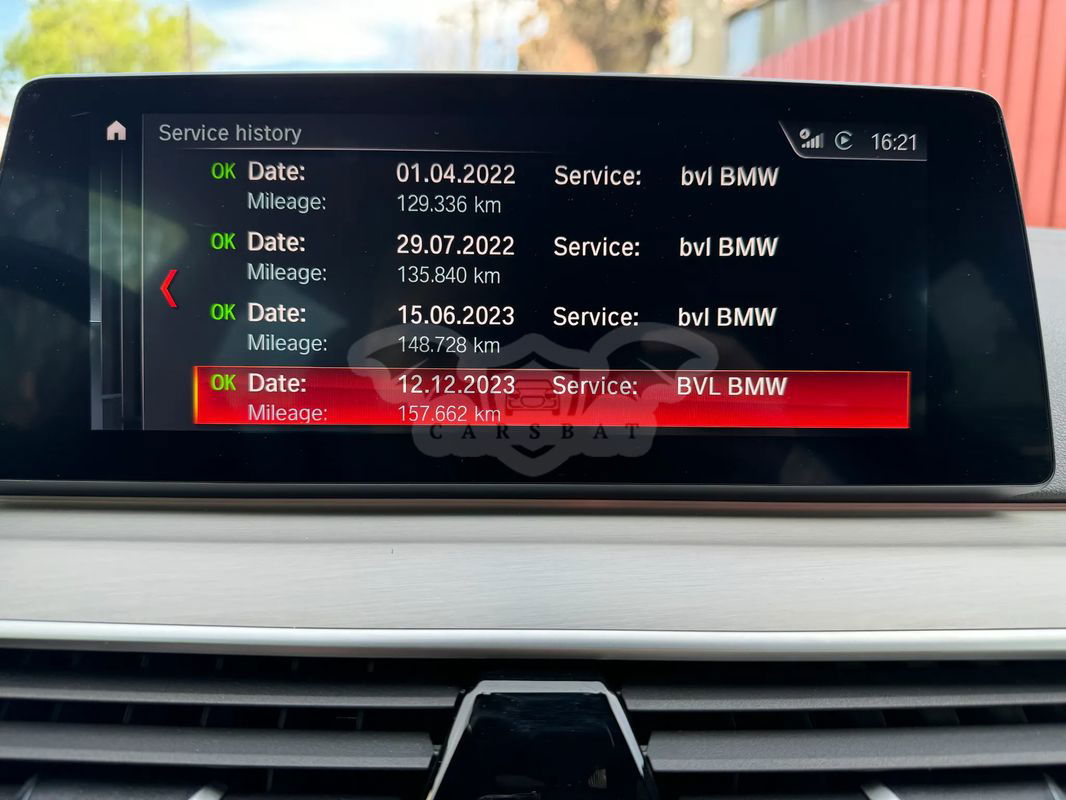 Service history 16:21
OK Date: 01.04.2022 Service: bvl BMW
Mileage: 129.336 km
OK Date: 29.07.2022 Service: bvl BMW
Mileage: 135.840 km
OK Date: 15.06.2023 Service: bvl BMW
Mileage: 148.728 km
OK Date: 12.12.2023 Service: BVL BMW
Mileage: 157.662 km
CARSBAT